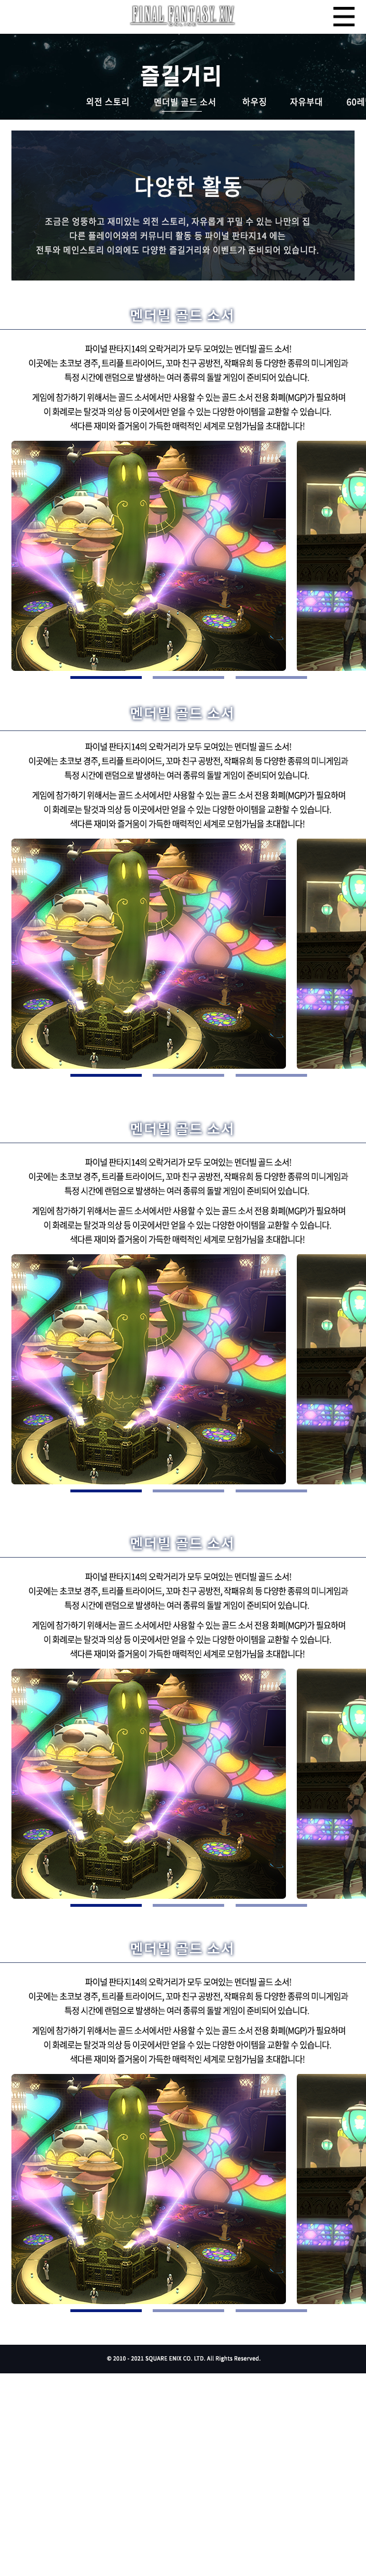 FINAL FANTASY XIV
ONLINE
즐길거리
외전 스토리 멘더빌 골드 소서 하우징 자유부대 60레
다양한 활동
조금은 엉뚱하고 재미있는 외전 스토리, 자유롭게 꾸밀 수 있는 나만의 집
다른 플레이어와의 커뮤니티 활동 등 파이널 판타지14 에는
전투와 메인스토리 이외에도 다양한 즐길거리와 이벤트가 준비되어 있습니다.
멘더빌 골드 소서
파이널 판타지14의 오락거리가 모두 모여있는 멘더빌 골드 소서!
이곳에는 초코보 경주, 트리플 트라이어드, 꼬마 친구 공방전, 작패유희 등 다양한 종류의 미니게임과
특정 시간에 랜덤으로 발생하는 여러 종류의 돌발 게임이 준비되어 있습니다.
게임에 참가하기 위해서는 골드 소서에서만 사용할 수 있는 골드 소서 전용 화폐(MGP)가 필요하며
이 화례로는 탈것과 의상 등 이곳에서만 얻을 수 있는 다양한 아이템을 교환할 수 있습니다.
색다른 재미와 즐거움이 가득한 매력적인 세계로 모험가님을 초대합니다!
멘더빌 골드 소서
파이널 판타지14의 오락거리가 모두 모여있는 멘더빌 골드 소서!
이곳에는 초코보 경주, 트리플 트라이어드, 꼬마 친구 공방전, 작패유희 등 다양한 종류의 미니게임과
특정 시간에 랜덤으로 발생하는 여러 종류의 돌발 게임이 준비되어 있습니다.
게임에 참가하기 위해서는 골드 소서에서만 사용할 수 있는 골드 소서 전용 화폐(MGP)가 필요하며
이 화례로는 탈것과 의상 등 이곳에서만 얻을 수 있는 다양한 아이템을 교환할 수 있습니다.
색다른 재미와 즐거움이 가득한 매력적인 세계로 모험가님을 초대합니다!
멘더빌 골드 소서
파이널 판타지14의 오락거리가 모두 모여있는 멘더빌 골드 소서!
이곳에는 초코보 경주, 트리플 트라이어드, 꼬마 친구 공방전, 작패유희 등 다양한 종류의 미니게임과
특정 시간에 랜덤으로 발생하는 여러 종류의 돌발 게임이 준비되어 있습니다.
게임에 참가하기 위해서는 골드 소서에서만 사용할 수 있는 골드 소서 전용 화폐(MGP)가 필요하며
이 화례로는 탈것과 의상 등 이곳에서만 얻을 수 있는 다양한 아이템을 교환할 수 있습니다.
색다른 재미와 즐거움이 가득한 매력적인 세계로 모험가님을 초대합니다!
멘더빌 골드 소서
파이널 판타지14의 오락거리가 모두 모여있는 멘더빌 골드 소서!
이곳에는 초코보 경주, 트리플 트라이어드, 꼬마 친구 공방전, 작패유희 등 다양한 종류의 미니게임과
특정 시간에 랜덤으로 발생하는 여러 종류의 돌발 게임이 준비되어 있습니다.
게임에 참가하기 위해서는 골드 소서에서만 사용할 수 있는 골드 소서 전용 화폐(MGP)가 필요하며
이 화례로는 탈것과 의상 등 이곳에서만 얻을 수 있는 다양한 아이템을 교환할 수 있습니다.
색다른 재미와 즐거움이 가득한 매력적인 세계로 모험가님을 초대합니다!
멘더빌 골드 소서
파이널 판타지14의 오락거리가 모두 모여있는 멘더빌 골드 소서!
이곳에는 초코보 경주, 트리플 트라이어드, 꼬마 친구 공방전, 작패유희 등 다양한 종류의 미니게임과
특정 시간에 랜덤으로 발생하는 여러 종류의 돌발 게임이 준비되어 있습니다.
게임에 참가하기 위해서는 골드 소서에서만 사용할 수 있는 골드 소서 전용 화폐(MGP)가 필요하며
이 화례로는 탈것과 의상 등 이곳에서만 얻을 수 있는 다양한 아이템을 교환할 수 있습니다.
색다른 재미와 즐거움이 가득한 매력적인 세계로 모험가님을 초대합니다!
© 2010 - 2021 SQUARE ENIX CO. LTD. All Rights Reserved.